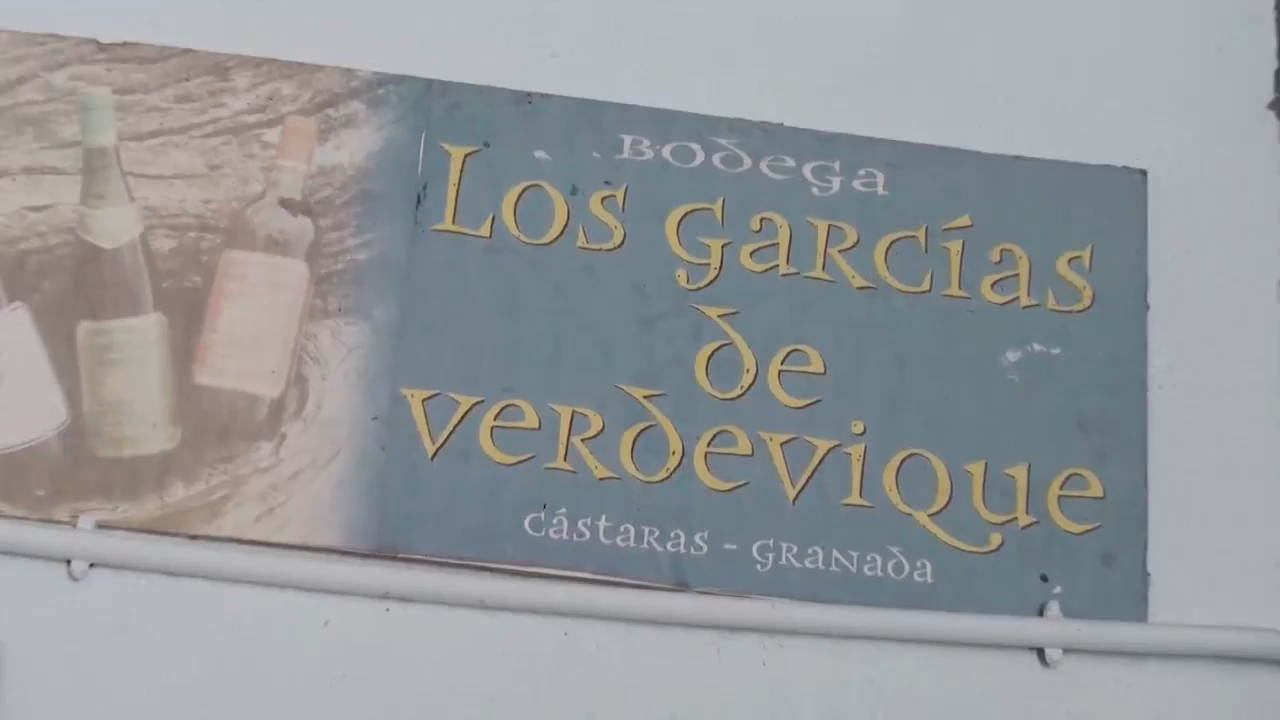 Bodega
Los Garcías
de
Verdevique
Cástaras - Granada